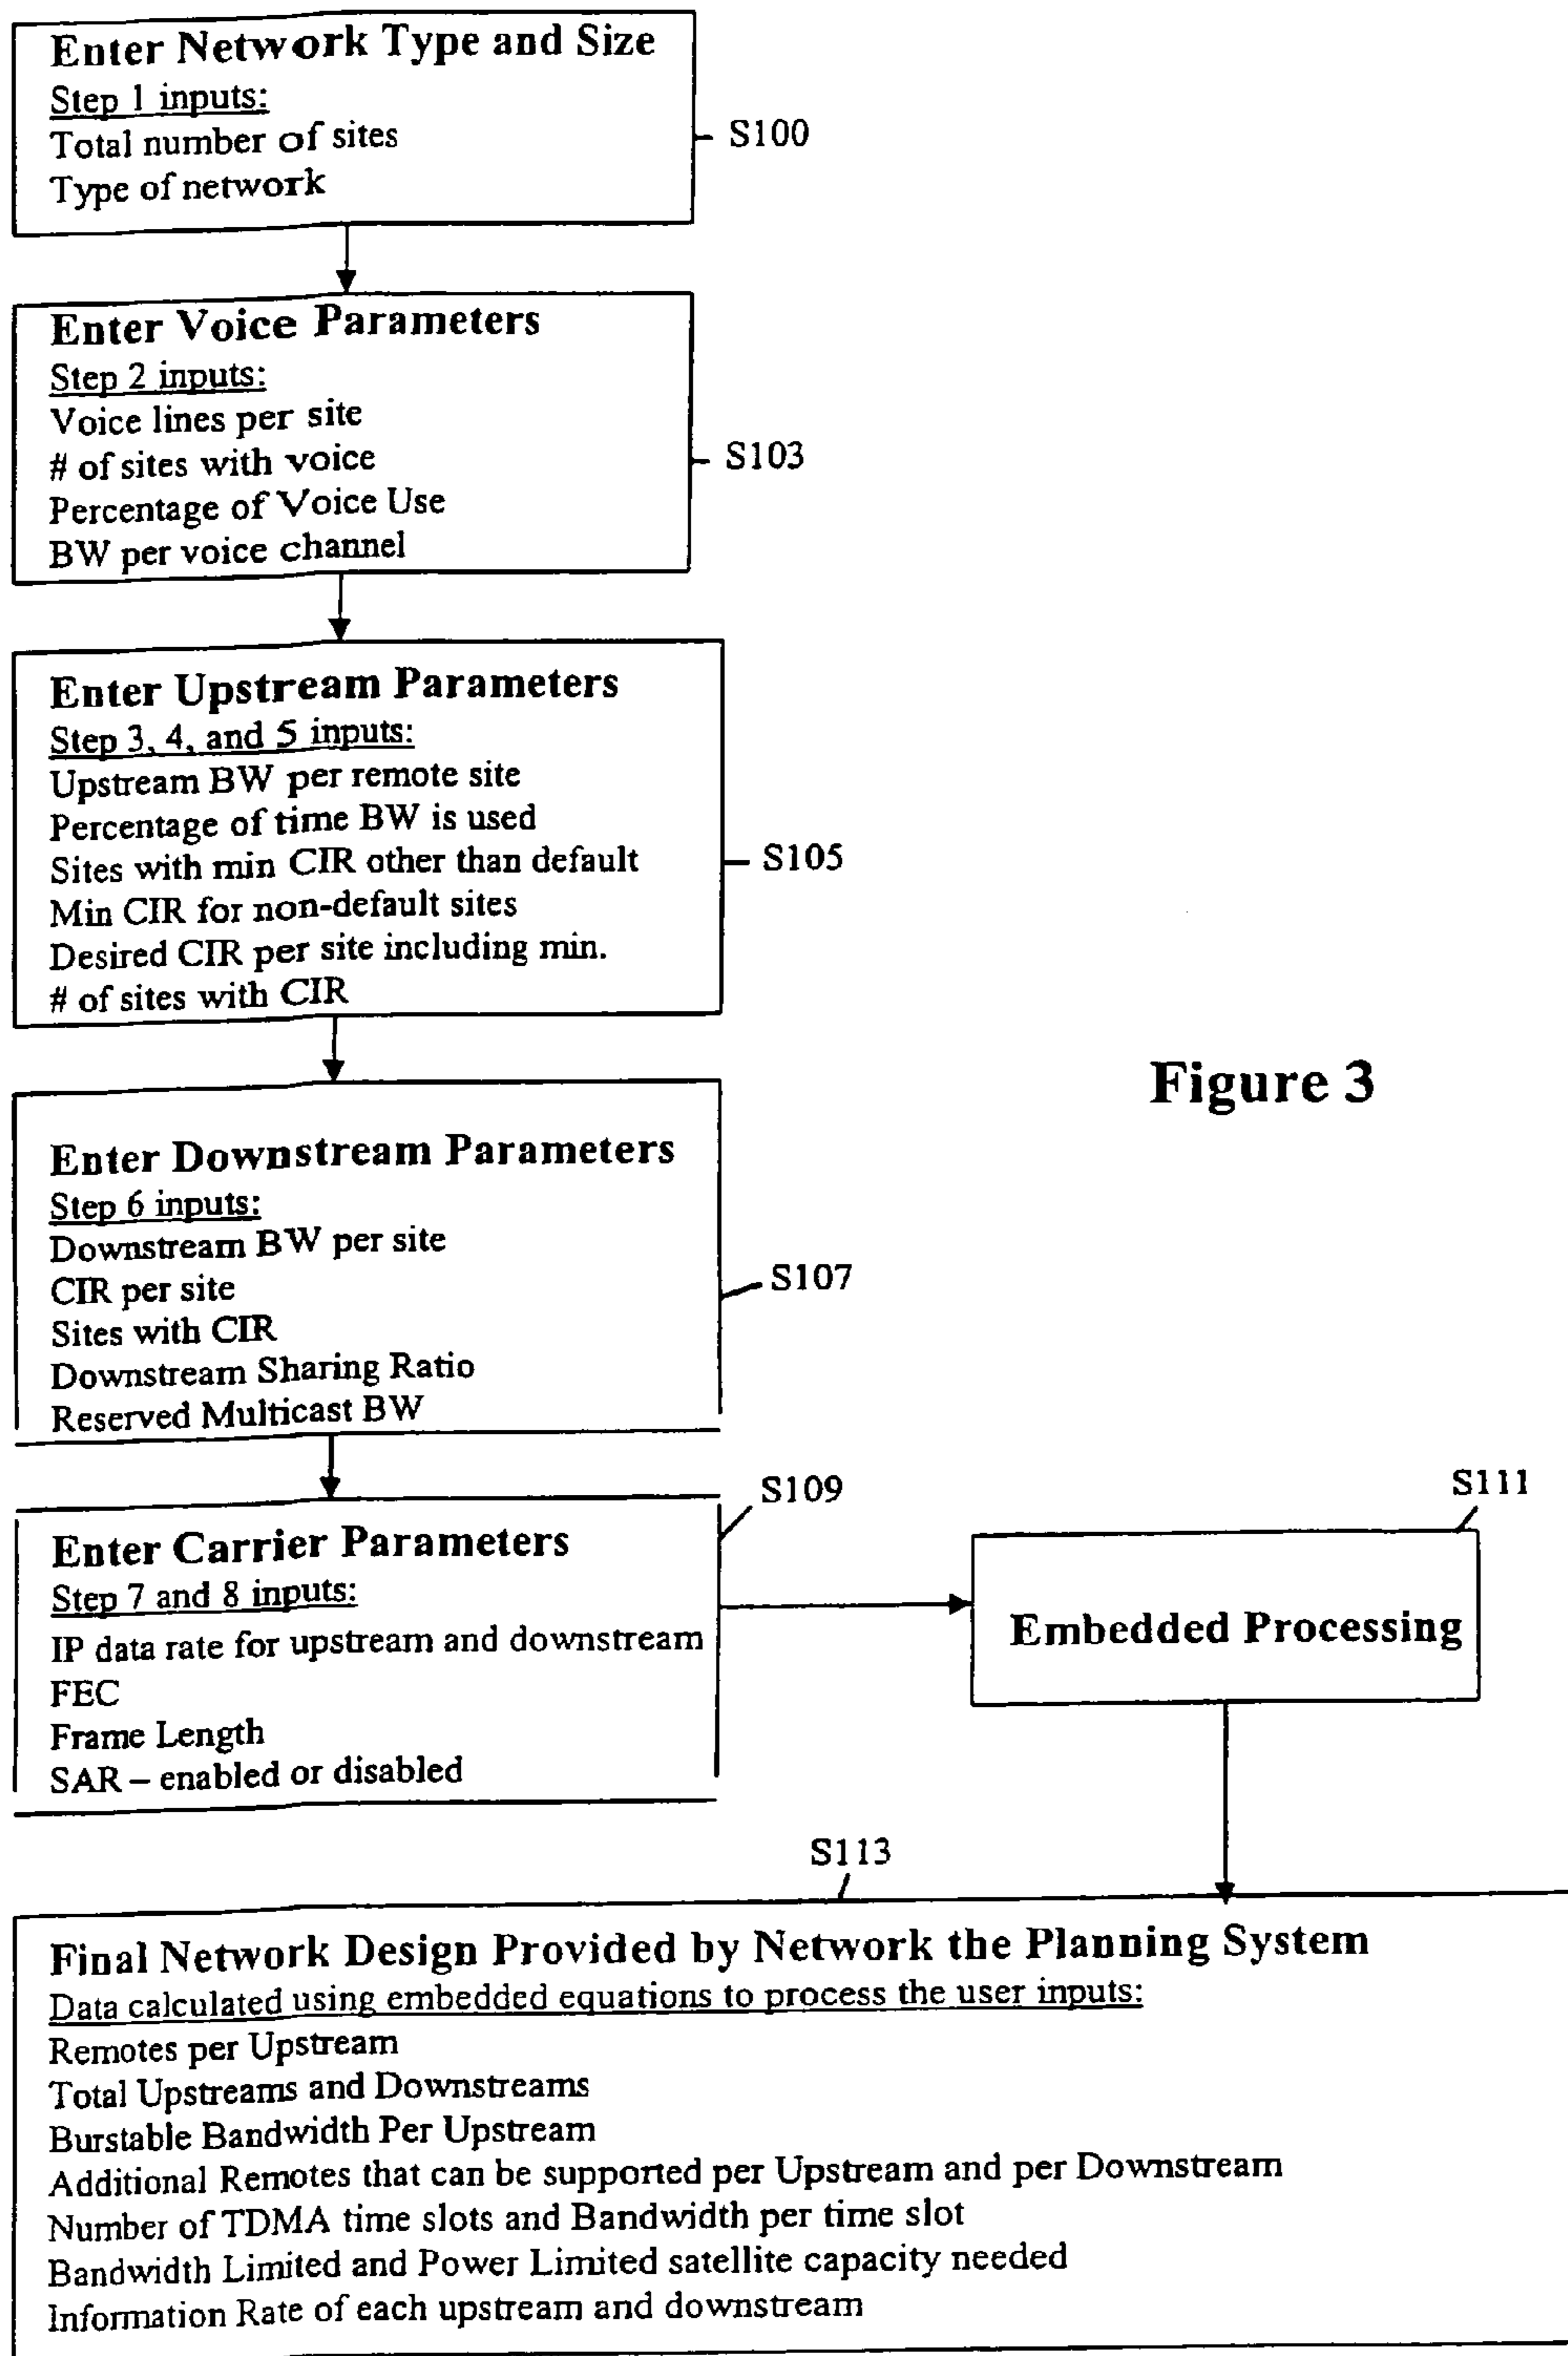 Enter Network Type and Size
Step 1 inputs:
Total number of sites
Type of network
S100
Enter Voice Parameters
Step 2 inputs:
Voice lines per site
# of sites with voice
Percentage of Voice Use
BW per voice channel
S103
Enter Upstream Parameters
Step 3, 4, and 5 inputs:
Upstream BW per remote site
Percentage of time BW is used
Sites with min CIR other than default
Min CIR for non-default sites
Desired CIR per site including min.
# of sites with CIR
S105
Figure 3
Enter Downstream Parameters
Step 6 inputs:
Downstream BW per site
CIR per site
Sites with CIR
Downstream Sharing Ratio
Reserved Multicast BW
S107
Enter Carrier Parameters
Step 7 and 8 inputs:
IP data rate for upstream and downstream
FEC
Frame Length
SAR – enabled or disabled
S109
S111
Embedded Processing
S113
Final Network Design Provided by Network the Planning System
Data calculated using embedded equations to process the user inputs:
Remotes per Upstream
Total Upstreams and Downstreams
Burstable Bandwidth Per Upstream
Additional Remotes that can be supported per Upstream and per Downstream
Number of TDMA time slots and Bandwidth per time slot
Bandwidth Limited and Power Limited satellite capacity needed
Information Rate of each upstream and downstream